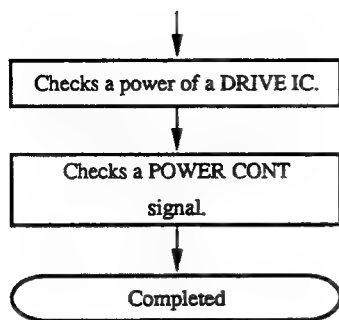 Checks a power of a DRIVE IC.
Checks a POWER CONT
signal.
Completed